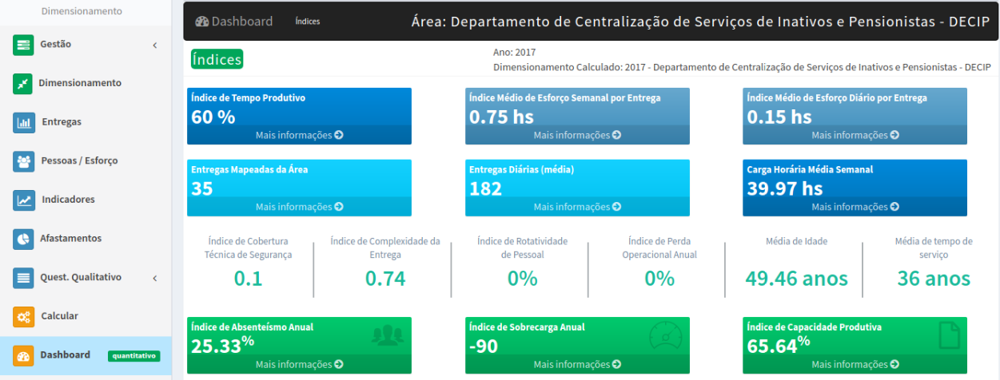 Dimensionamento
Gestão
Dimensionamento
Entregas
Pessoas / Esforço
Indicadores
Afastamentos
Quest. Qualitativo
Calcular
Dashboard quantitativo
Dashboard Índices Área: Departamento de Centralização de Serviços de Inativos e Pensionistas - DECIP
Índices
Ano: 2017
Dimensionamento Calculado: 2017 - Departamento de Centralização de Serviços de Inativos e Pensionistas - DECIP
Índice de Tempo Produtivo
60 %
Mais informações
Índice Médio de Esforço Semanal por Entrega
0.75 hs
Mais informações
Índice Médio de Esforço Diário por Entrega
0.15 hs
Mais informações
Entregas Mapeadas da Área
35
Mais informações
Entregas Diárias (média)
182
Mais informações
Carga Horária Média Semanal
39.97 hs
Mais informações
Índice de Cobertura
Técnica de Segurança
0.1
Índice de Complexidade da
Entrega
0.74
Índice de Rotatividade
de Pessoal
0%
Índice de Perda
Operacional Anual
0%
Média de Idade
49.46 anos
Média de tempo de
serviço
36 anos
Índice de Absenteísmo Anual
25.33%
Mais informações
Índice de Sobrecarga Anual
-90
Mais informações
Índice de Capacidade Produtiva
65.64%
Mais informações